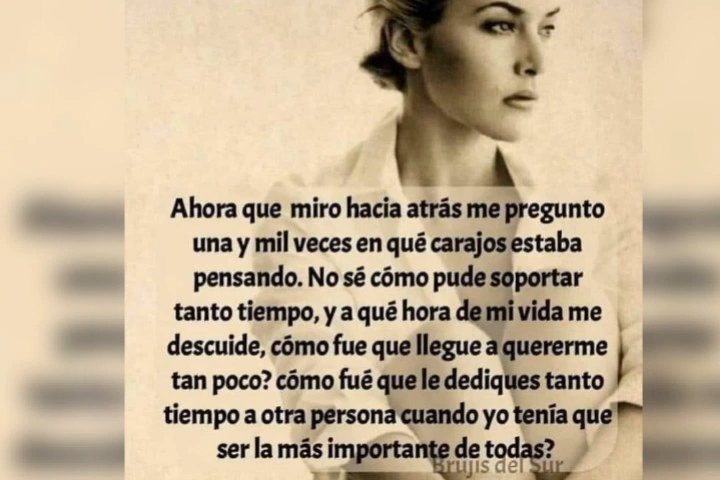 Ahora que miro hacia atrás me pregunto
una y mil veces en qué carajos estaba
pensando. No sé cómo pude soportar
tanto tiempo, y a qué hora de mi vida me
descuide, cómo fue que llegue a quererme
tan poco? cómo fué que le dediques tanto
tiempo a otra persona cuando yo tenía que
ser la más importante de todas?
Brujis del Sur